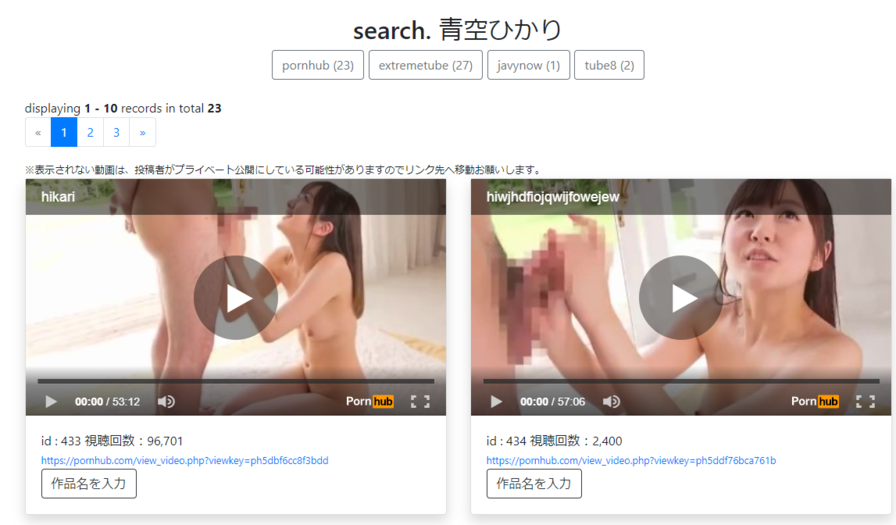 search. 青空ひかり
pornhub (23) extremetube (27) javynow (1) tube8 (2)
displaying 1 - 10 records in total 23
« 1 2 3 »
※表示されない動画は、投稿者がプライベート公開にしている可能性がありますのでリンク先へ移動お願いします。
hikari
00:00 / 53:12 Pornhub
id : 433 視聴回数：96,701
https://pornhub.com/view_video.php?viewkey=ph5dbf6cc8f3bdd
作品名を入力
hiwjhdfiojqwijfowejew
00:00 / 57:06 Pornhub
id : 434 視聴回数：2,400
https://pornhub.com/view_video.php?viewkey=ph5ddf76bca761b
作品名を入力